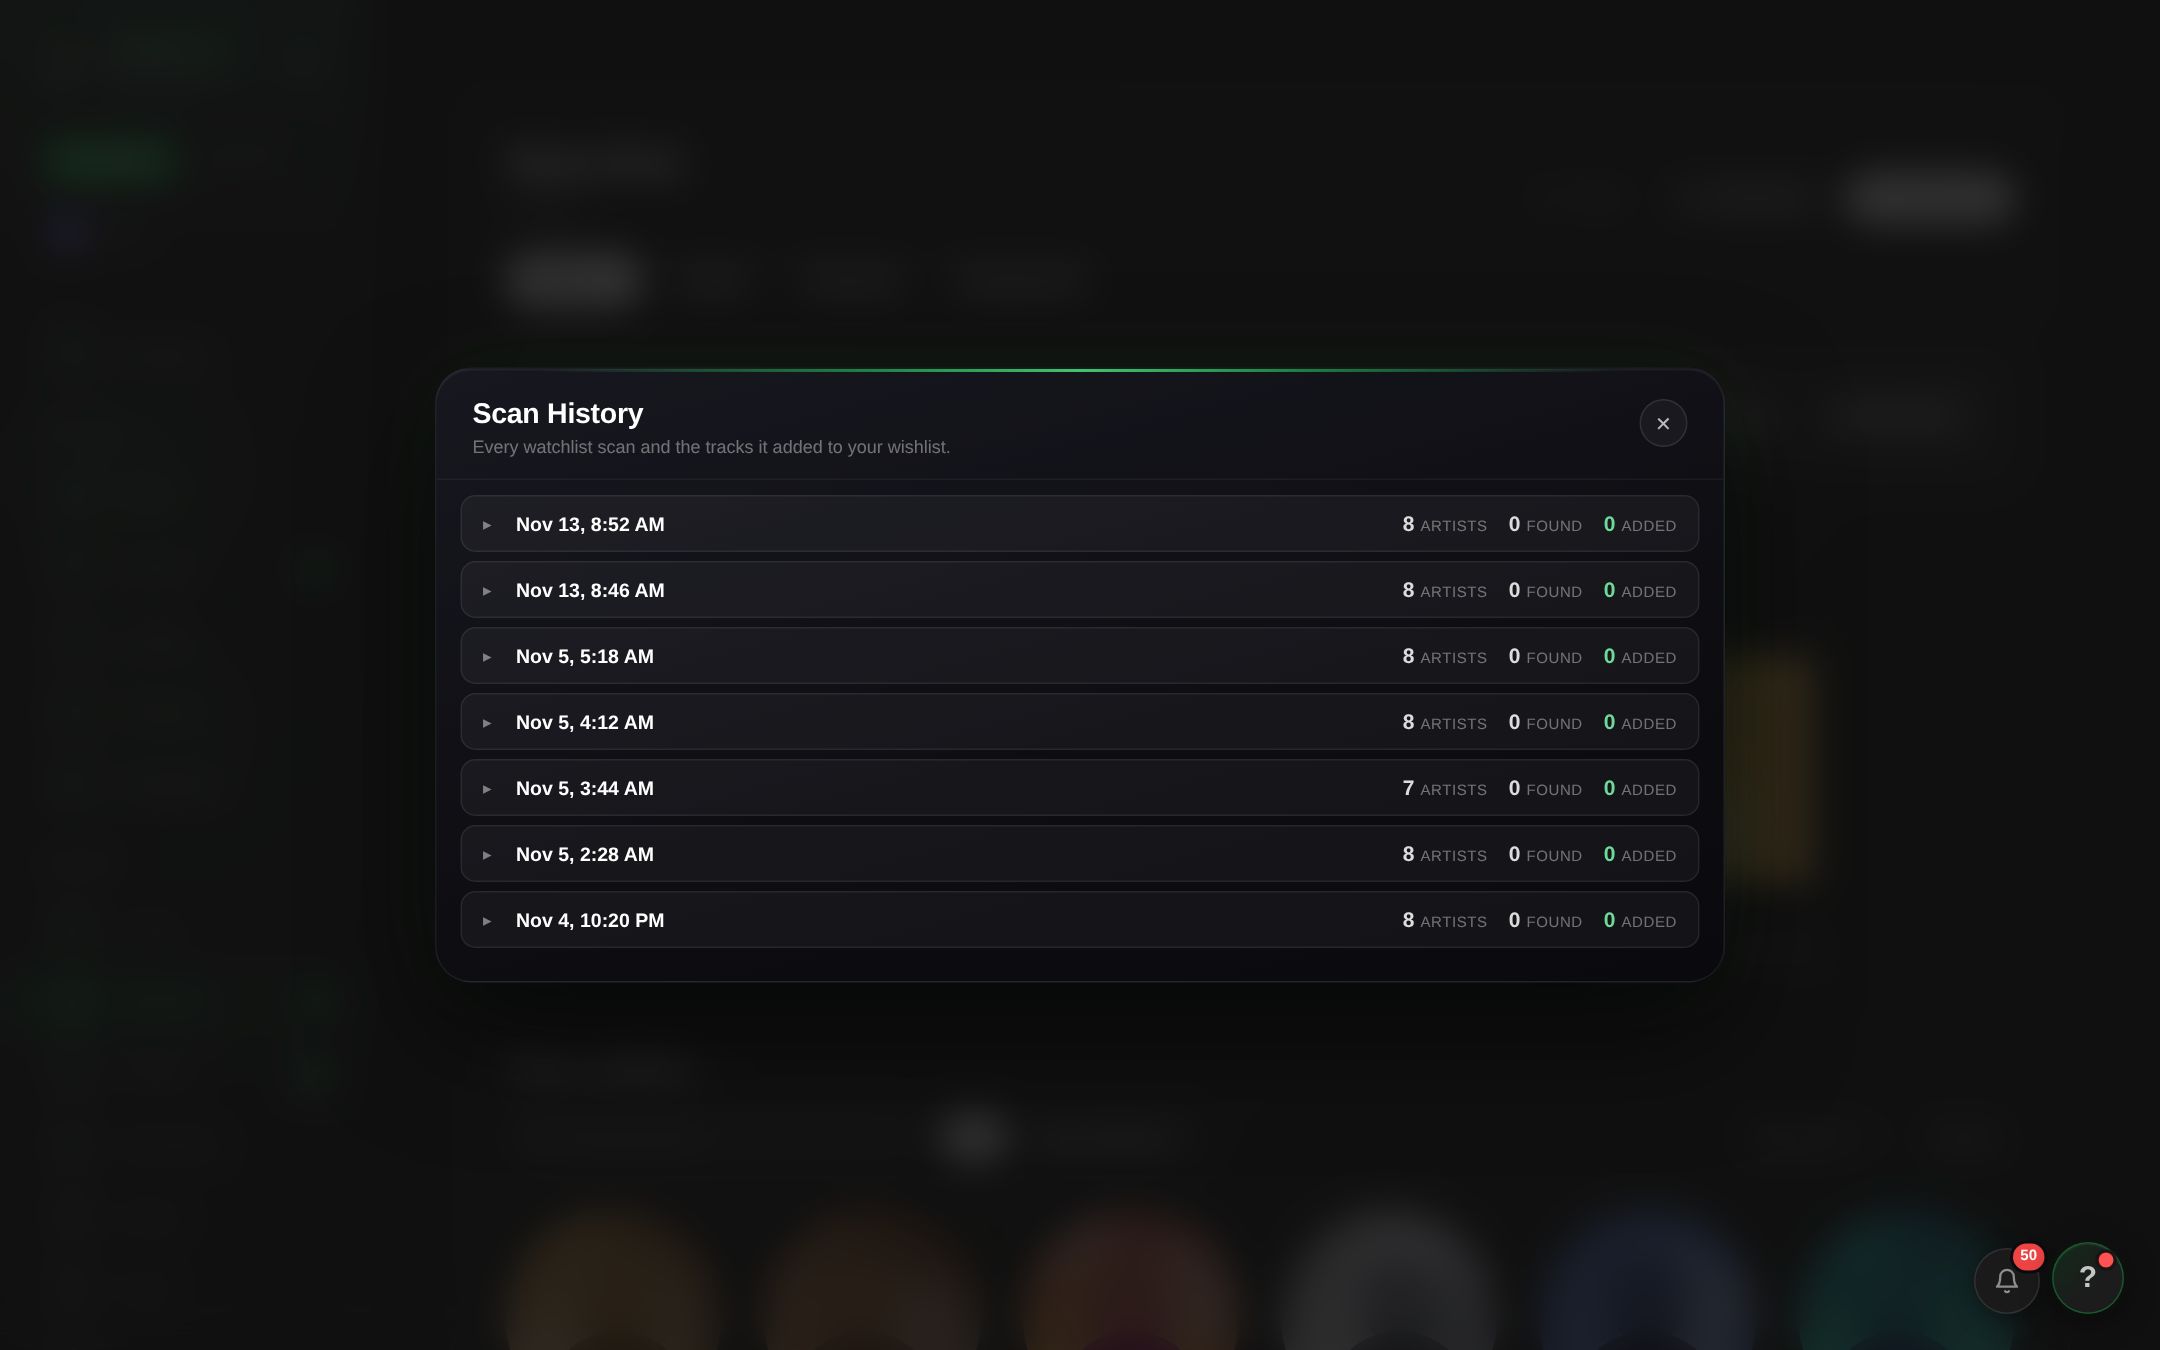 Scan History
Every watchlist scan and the tracks it added to your wishlist.
Nov 13, 8:52 AM 8 ARTISTS 0 FOUND 0 ADDED
Nov 13, 8:46 AM 8 ARTISTS 0 FOUND 0 ADDED
Nov 5, 5:18 AM 8 ARTISTS 0 FOUND 0 ADDED
Nov 5, 4:12 AM 8 ARTISTS 0 FOUND 0 ADDED
Nov 5, 3:44 AM 7 ARTISTS 0 FOUND 0 ADDED
Nov 5, 2:28 AM 8 ARTISTS 0 FOUND 0 ADDED
Nov 4, 10:20 PM 8 ARTISTS 0 FOUND 0 ADDED
50
?